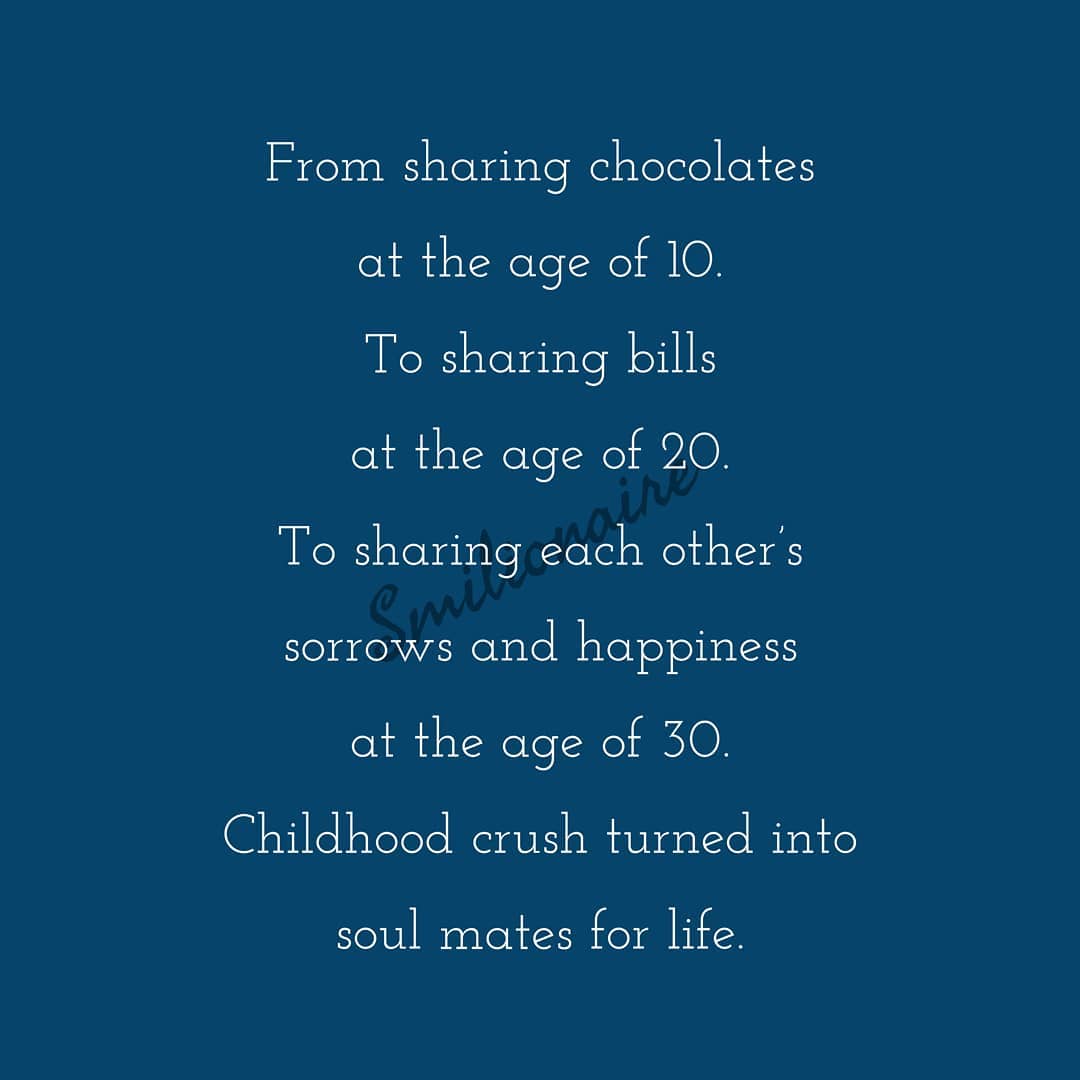 From sharing chocolates
at the age of 10.
To sharing bills
at the age of 20.
Smilionaire
To sharing each other's
sorrows and happiness
at the age of 30.
Childhood crush turned into
soul mates for life.